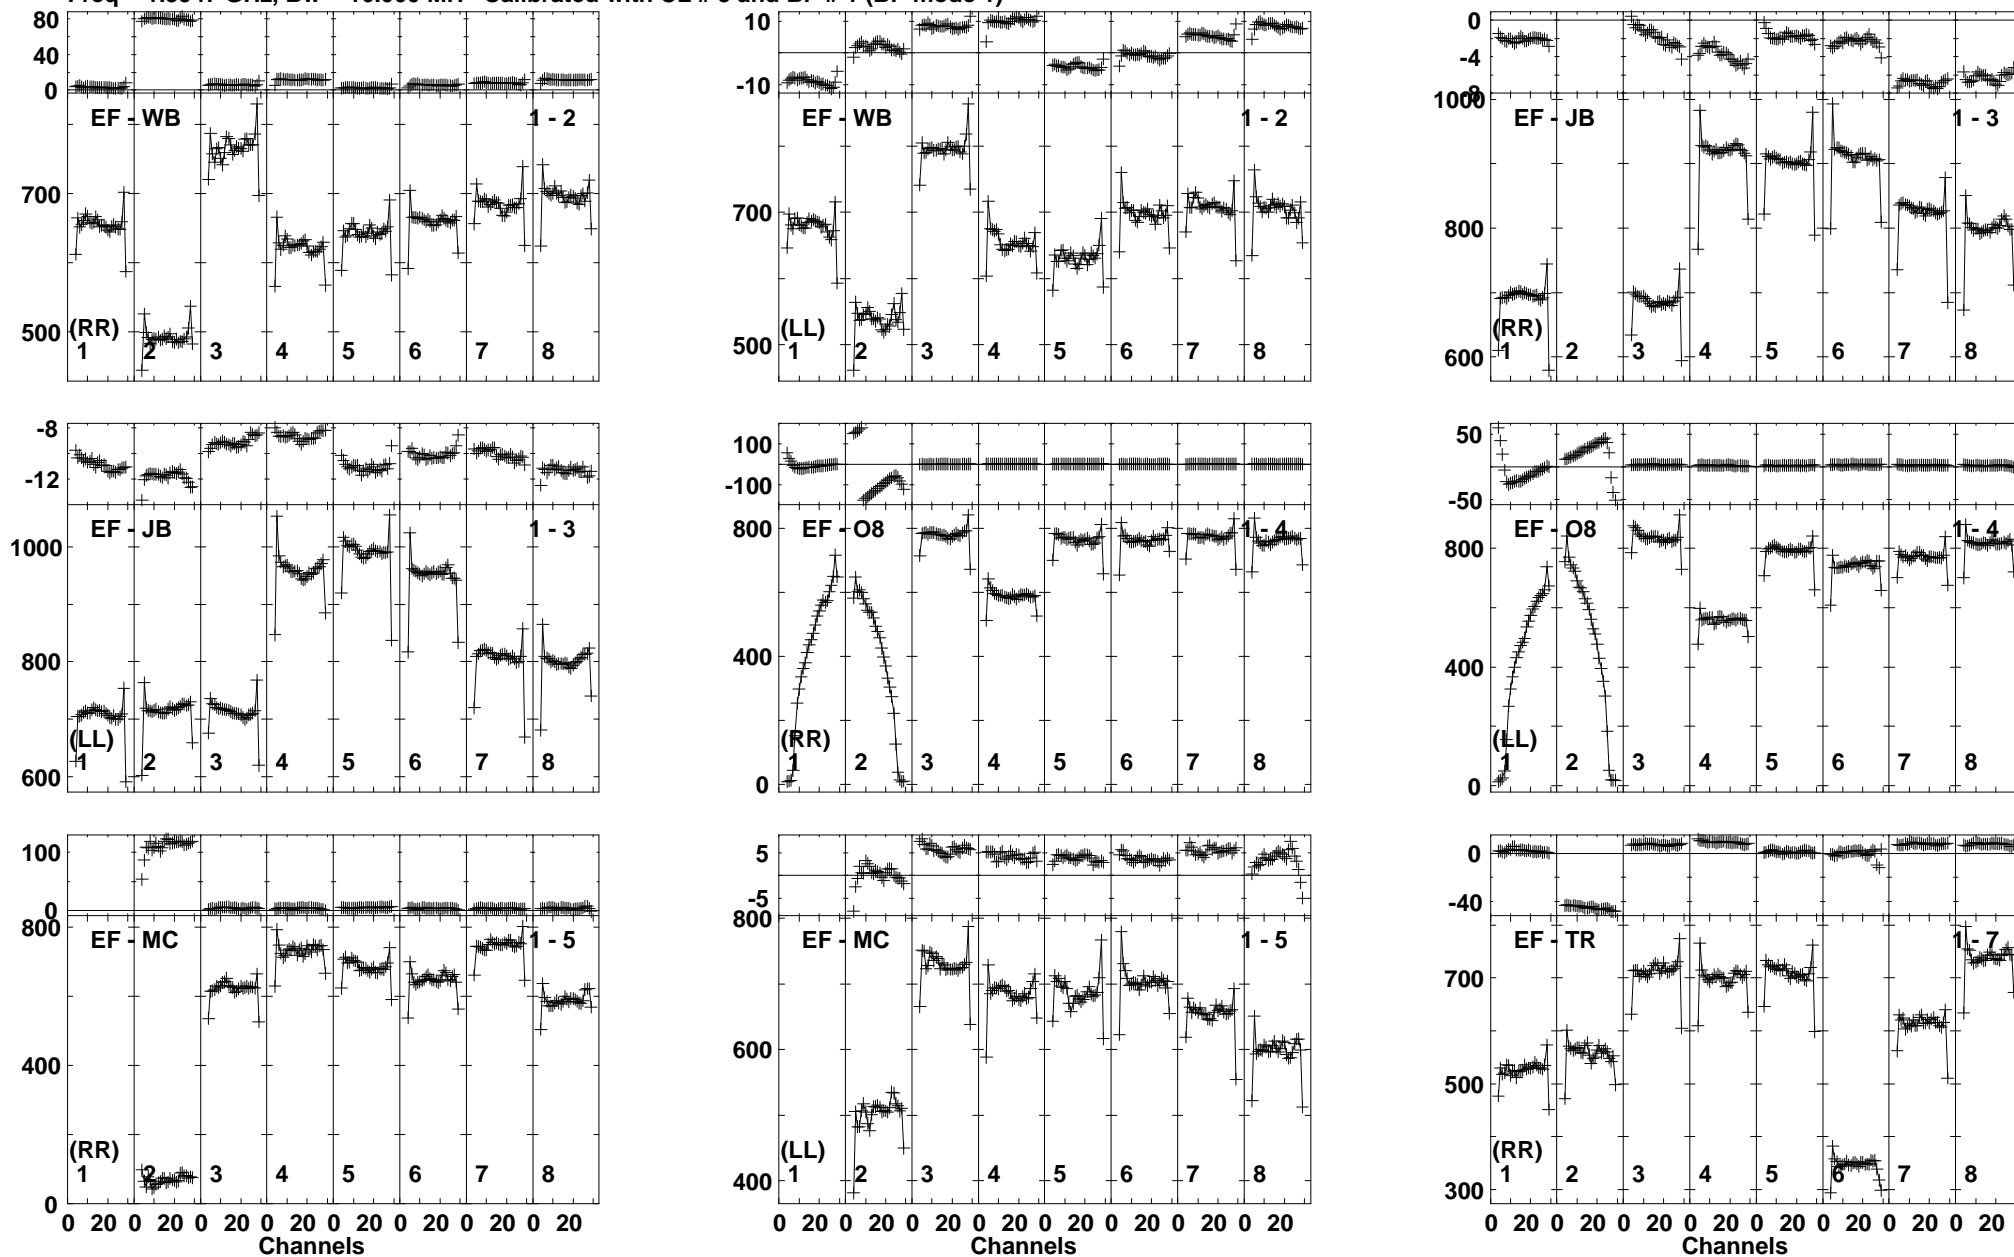 80 40 0
EF - WB 1 - 2
700 500
(RR)
1 2 3 4 5 6 7 8
10 -10
EF - WB 1 - 2
700 500
(LL)
1 2 3 4 5 6 7 8
0 -4 -8
EF - JB 1 - 3
1000 800 600
(RR)
1 2 3 4 5 6 7 8
-8 -12
EF - JB 1 - 3
1000 800 600
(LL)
1 2 3 4 5 6 7 8
100 -100
EF - O8 1 - 4
800 400 0
(RR)
1 2 3 4 5 6 7 8
50 -50
EF - O8 1 - 4
800 400 0
(LL)
1 2 3 4 5 6 7 8
100 0
EF - MC 1 - 5
800 400 0
(RR)
1 2 3 4 5 6 7 8
0 20 0 20 0 20 0 20 0 20 0 20 0 20 0 20
Channels
5 -5
EF - MC 1 - 5
800 600 400
(LL)
1 2 3 4 5 6 7 8
0 20 0 20 0 20 0 20 0 20 0 20 0 20 0 20
Channels
0 -40
EF - TR 1 - 7
700 500 300
(RR)
1 2 3 4 5 6 7 8
0 20 0 20 0 20 0 20 0 20 0 20 0 20 0 20
Channels